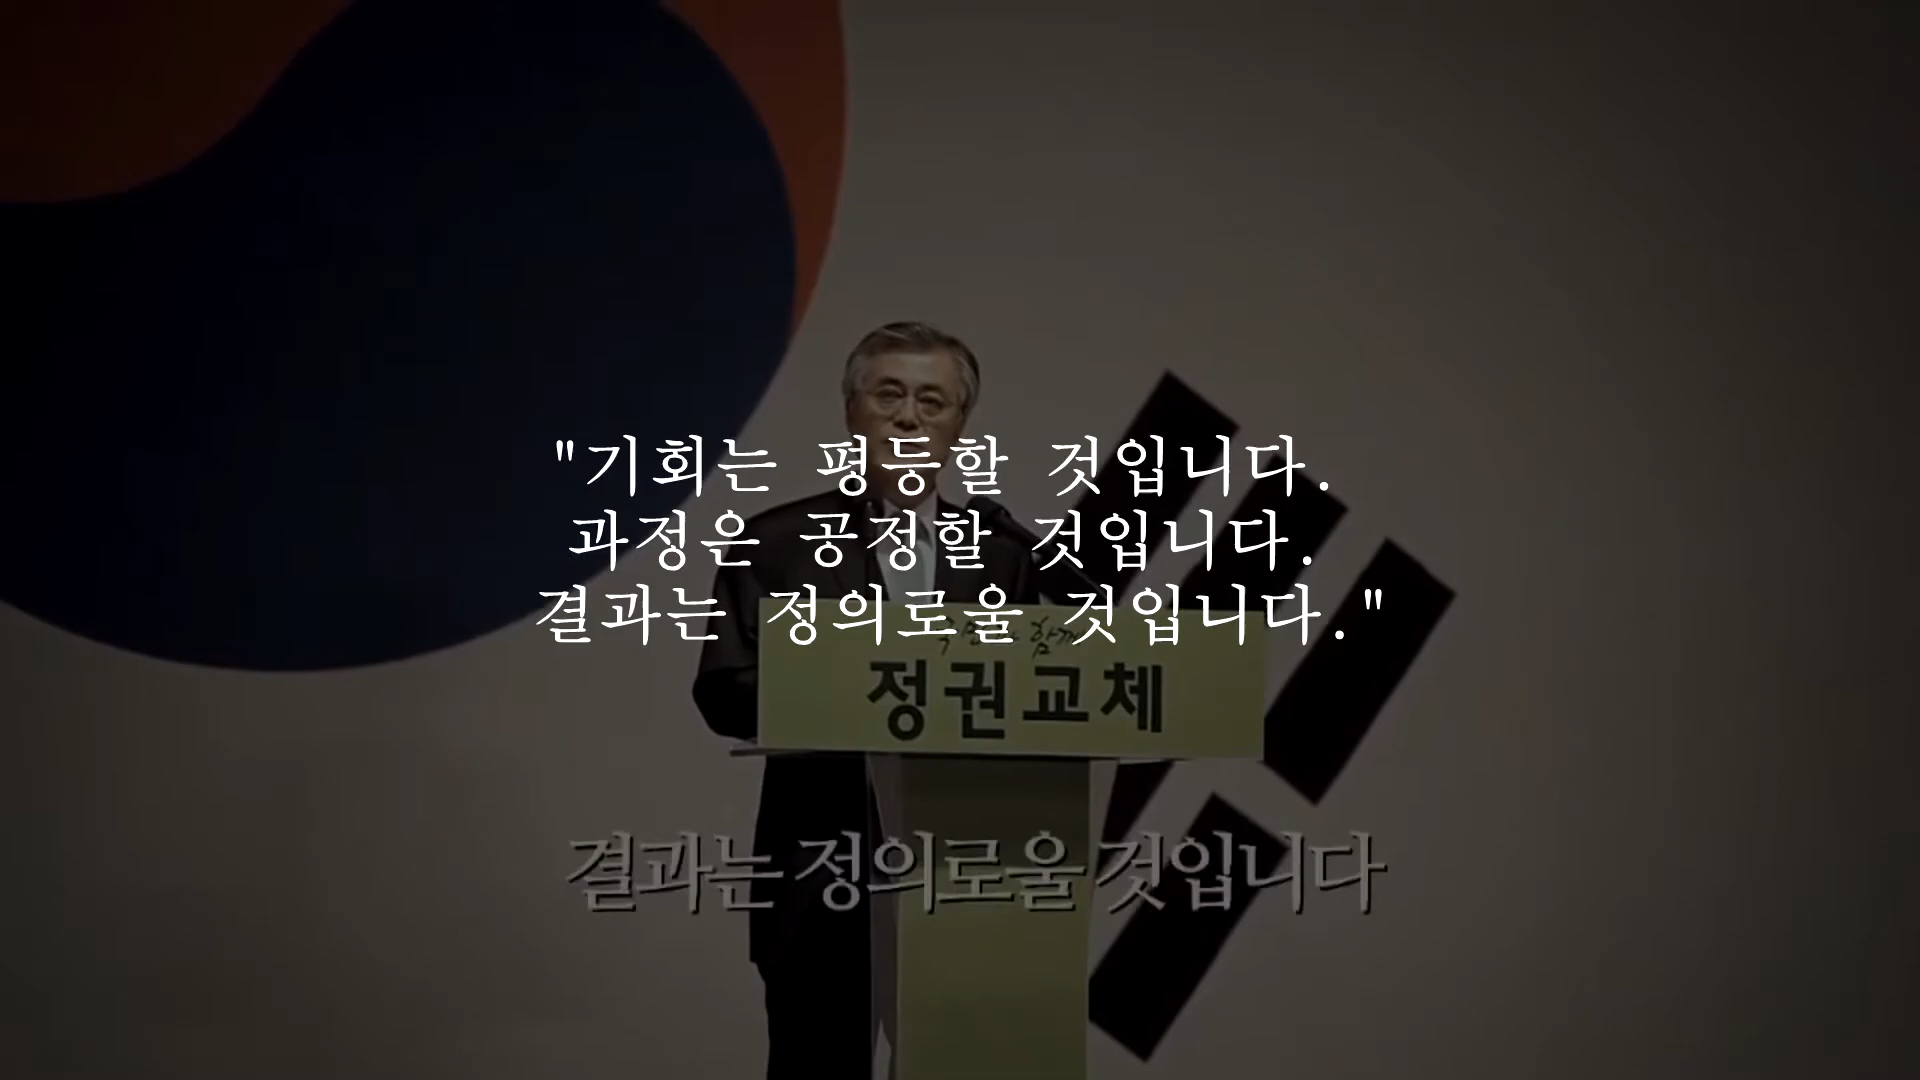 "기회는 평등할 것입니다.
과정은 공정할 것입니다.
결과는 정의로울 것입니다."
함께
정권교체
결과는 정의로울 것입니다